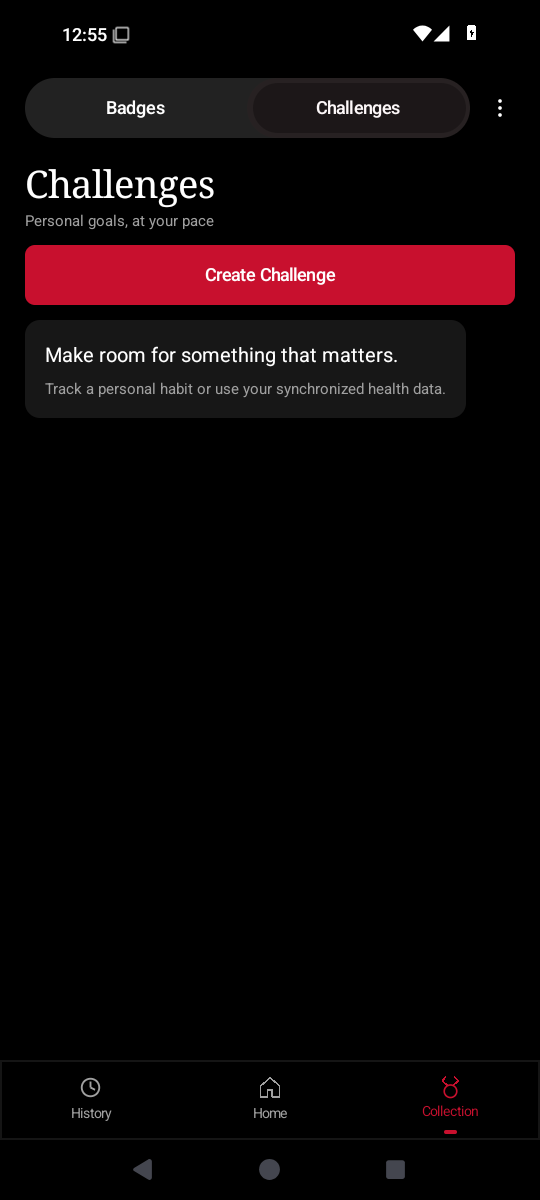 12:55
Badges
Challenges
Challenges
Personal goals, at your pace
Create Challenge
Make room for something that matters.
Track a personal habit or use your synchronized health data.
History
Home
Collection